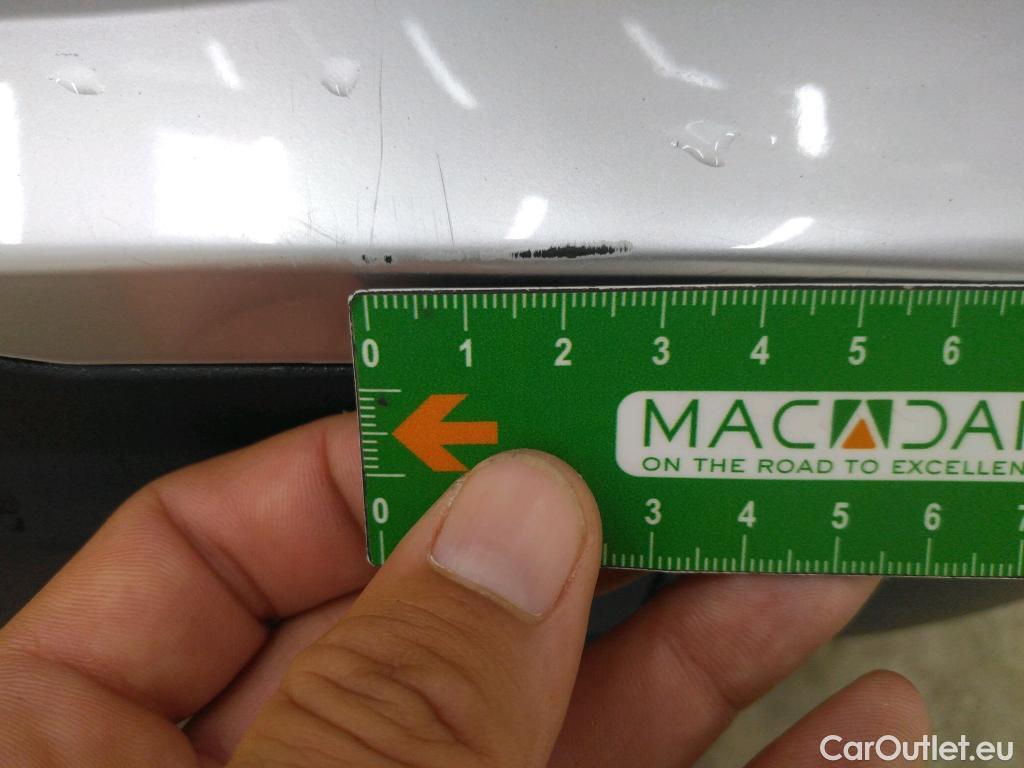 0 1 2 3 4 5 6
MACADA
ON THE ROAD TO EXCELLEN
0 3 4 5 6 7
CarOutlet.eu